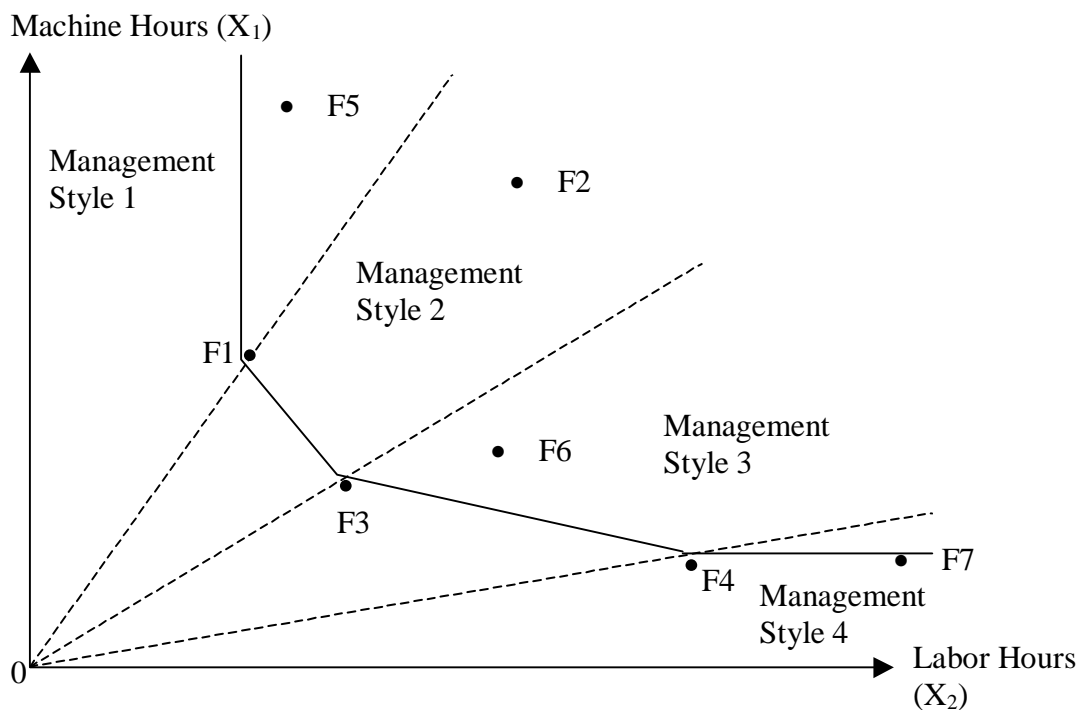 Machine Hours (X₁)
F5
Management
Style 1
F2
Management
Style 2
F1
Management
Style 3
F6
F3
F7
F4
Management
Style 4
0
Labor Hours
(X₂)